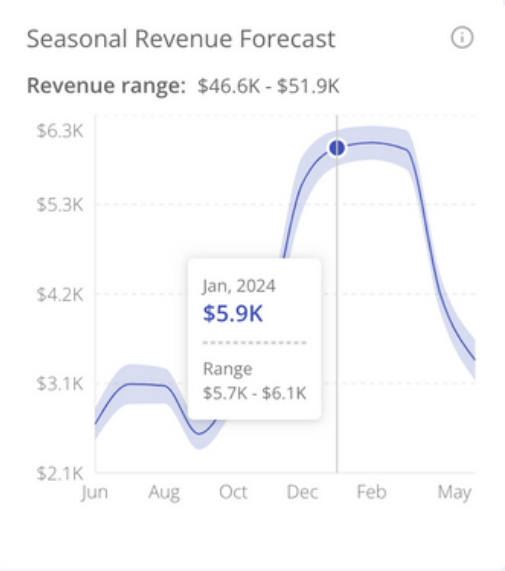 Seasonal Revenue Forecast
Revenue range: $46.6K - $51.9K
$6.3K
$5.3K
$4.2K
$3.1K
$2.1K
Jan, 2024
$5.9K
Range
$5.7K - $6.1K
Jun Aug Oct Dec Feb May